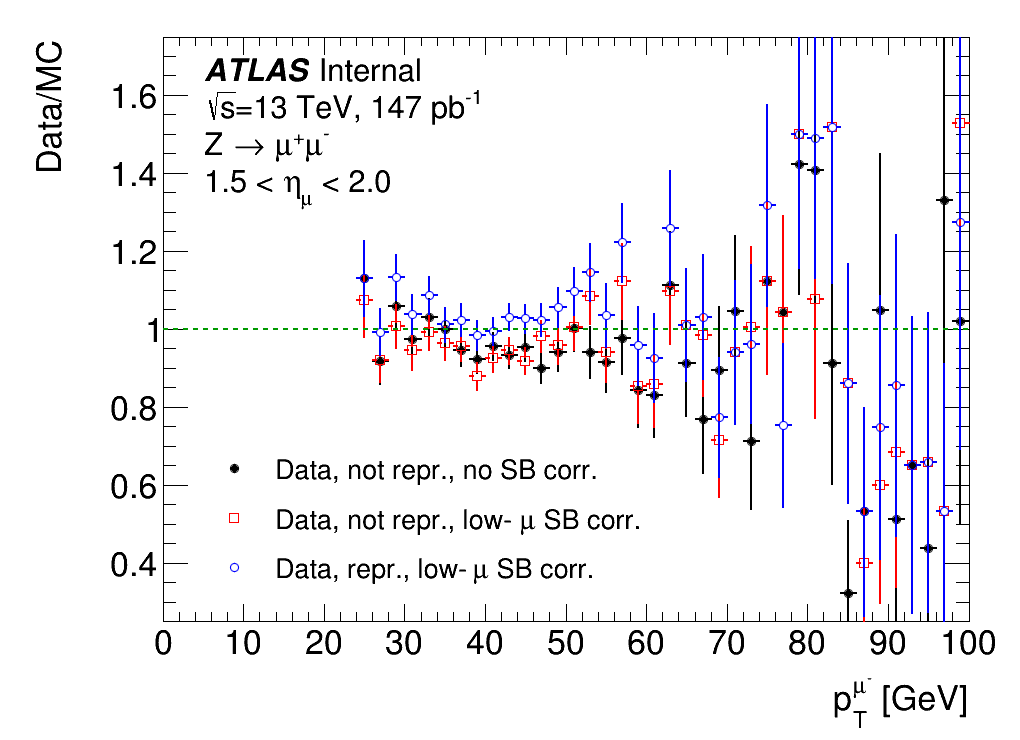 Data/MC
ATLAS Internal
√s=13 TeV, 147 pb⁻¹
Z → μ⁺μ⁻
1.5 < η_μ < 2.0
1.6
1.4
1.2
1
0.8
0.6
0.4
Data, not repr., no SB corr.
Data, not repr., low- μ SB corr.
Data, repr., low- μ SB corr.
0 10 20 30 40 50 60 70 80 90 100
p_T^μ⁻ [GeV]